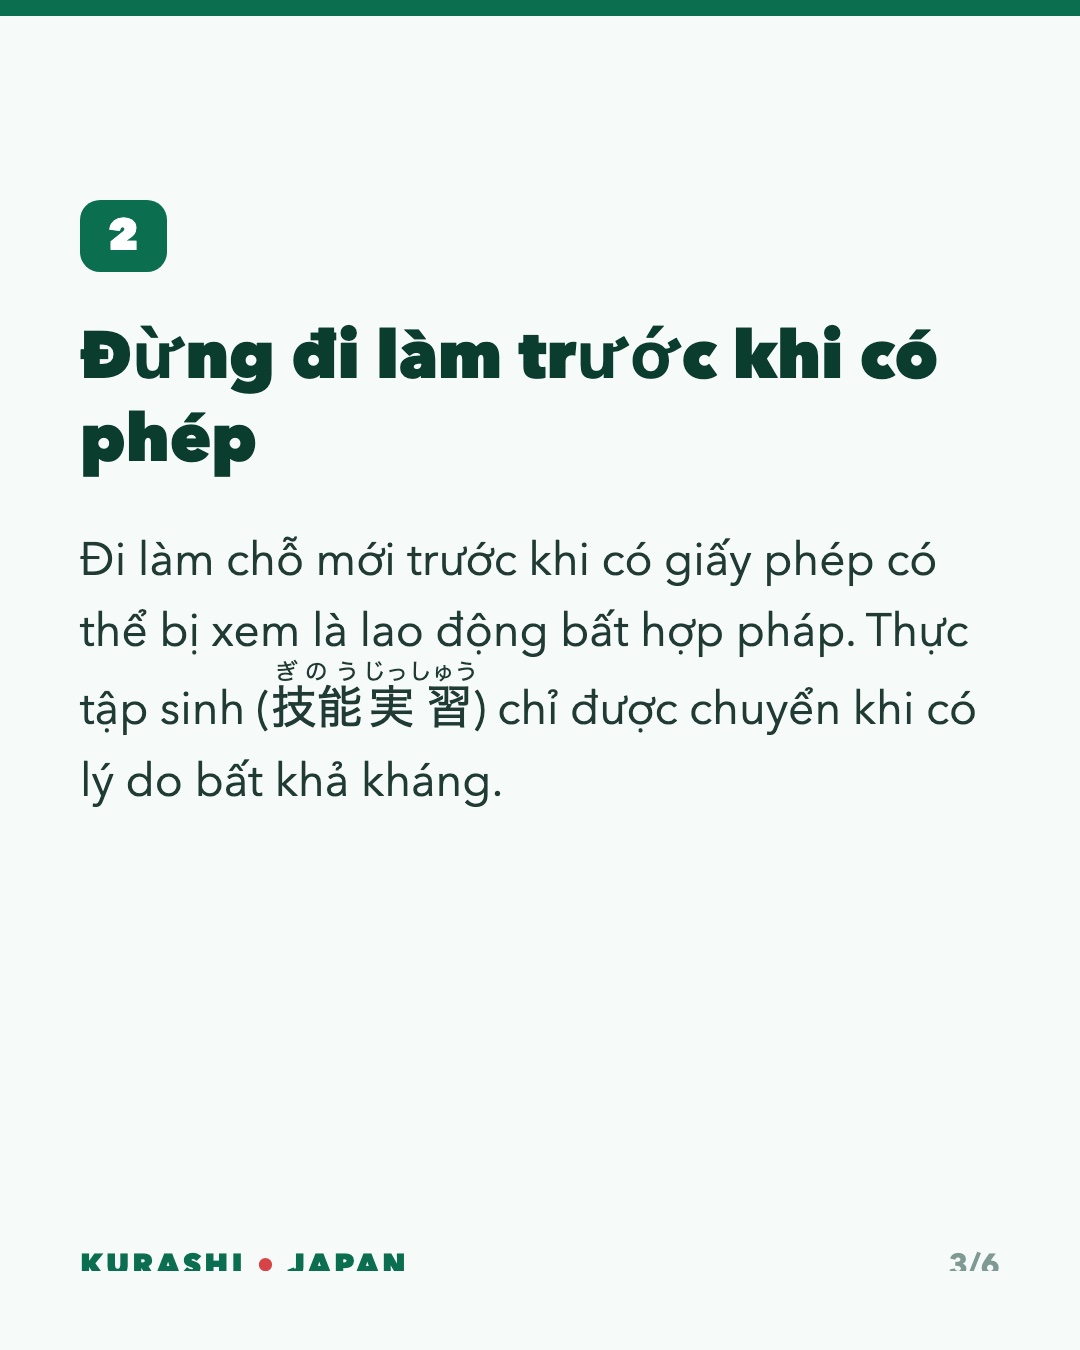 2
Đừng đi làm trước khi có
phép
Đi làm chỗ mới trước khi có giấy phép có
thể bị xem là lao động bất hợp pháp. Thực
ぎのうじっしゅう
tập sinh (技能実習) chỉ được chuyển khi có
lý do bất khả kháng.
KURASHI • JAPAN
3/6